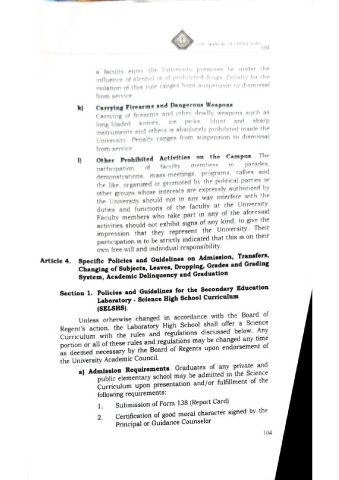 104
a faculty enter the University premises be under the
influence of alcohol or of prohibited drugs. Penalty for the
violation of this rule ranges from suspension to dismissal
from service.
k) Carrying Firearms and Dangerous Weapons
Carrying of firearms and other deadly weapons such as
long bladed knives, ice picks, blunt and sharp
instruments and others is absolutely prohibited inside the
University. Penalty ranges from suspension to dismissal
from service.
l) Other Prohibited Activities on the Campus. The
participation of faculty members in parades,
demonstrations, mass meetings, programs, rallies and
the like, organized or promoted by the political parties or
other groups whose interests are expressly authorized by
the University should not in any way interfere with the
duties and functions of the faculty at the University.
Faculty members who take part in any of the aforesaid
activities should not exhibit signs of any kind, to give the
impression that they represent the University. Their
participation is to be strictly indicated that this is on their
own free will and individual responsibility.
Article 4. Specific Policies and Guidelines on Admission, Transfers,
Changing of Subjects, Leaves, Dropping, Grades and Grading
System, Academic Delinquency and Graduation
Section 1. Policies and Guidelines for the Secondary Education
Laboratory - Science High School Curriculum
(SELSHS).
Unless otherwise changed in accordance with the Board of
Regent's action, the Laboratory High School shall offer a Science
Curriculum with the rules and regulations discussed below. Any
portion or all of these rules and regulations may be changed any time
as deemed necessary by the Board of Regents upon endorsement of
the University Academic Council.
a) Admission Requirements. Graduates of any private and
public elementary school may be admitted in the Science
Curriculum upon presentation and/or fulfillment of the
following requirements:
1. Submission of Form 138 (Report Card)
2. Certification of good moral character signed by the
Principal or Guidance Counselor
104